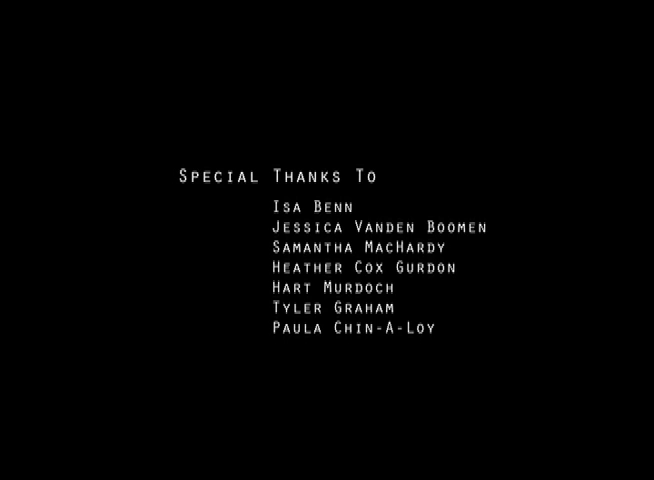 Special Thanks To
Isa Benn
Jessica Vanden Boomen
Samantha MacHardy
Heather Cox Gurdon
Hart Murdoch
Tyler Graham
Paula Chin-A-Loy